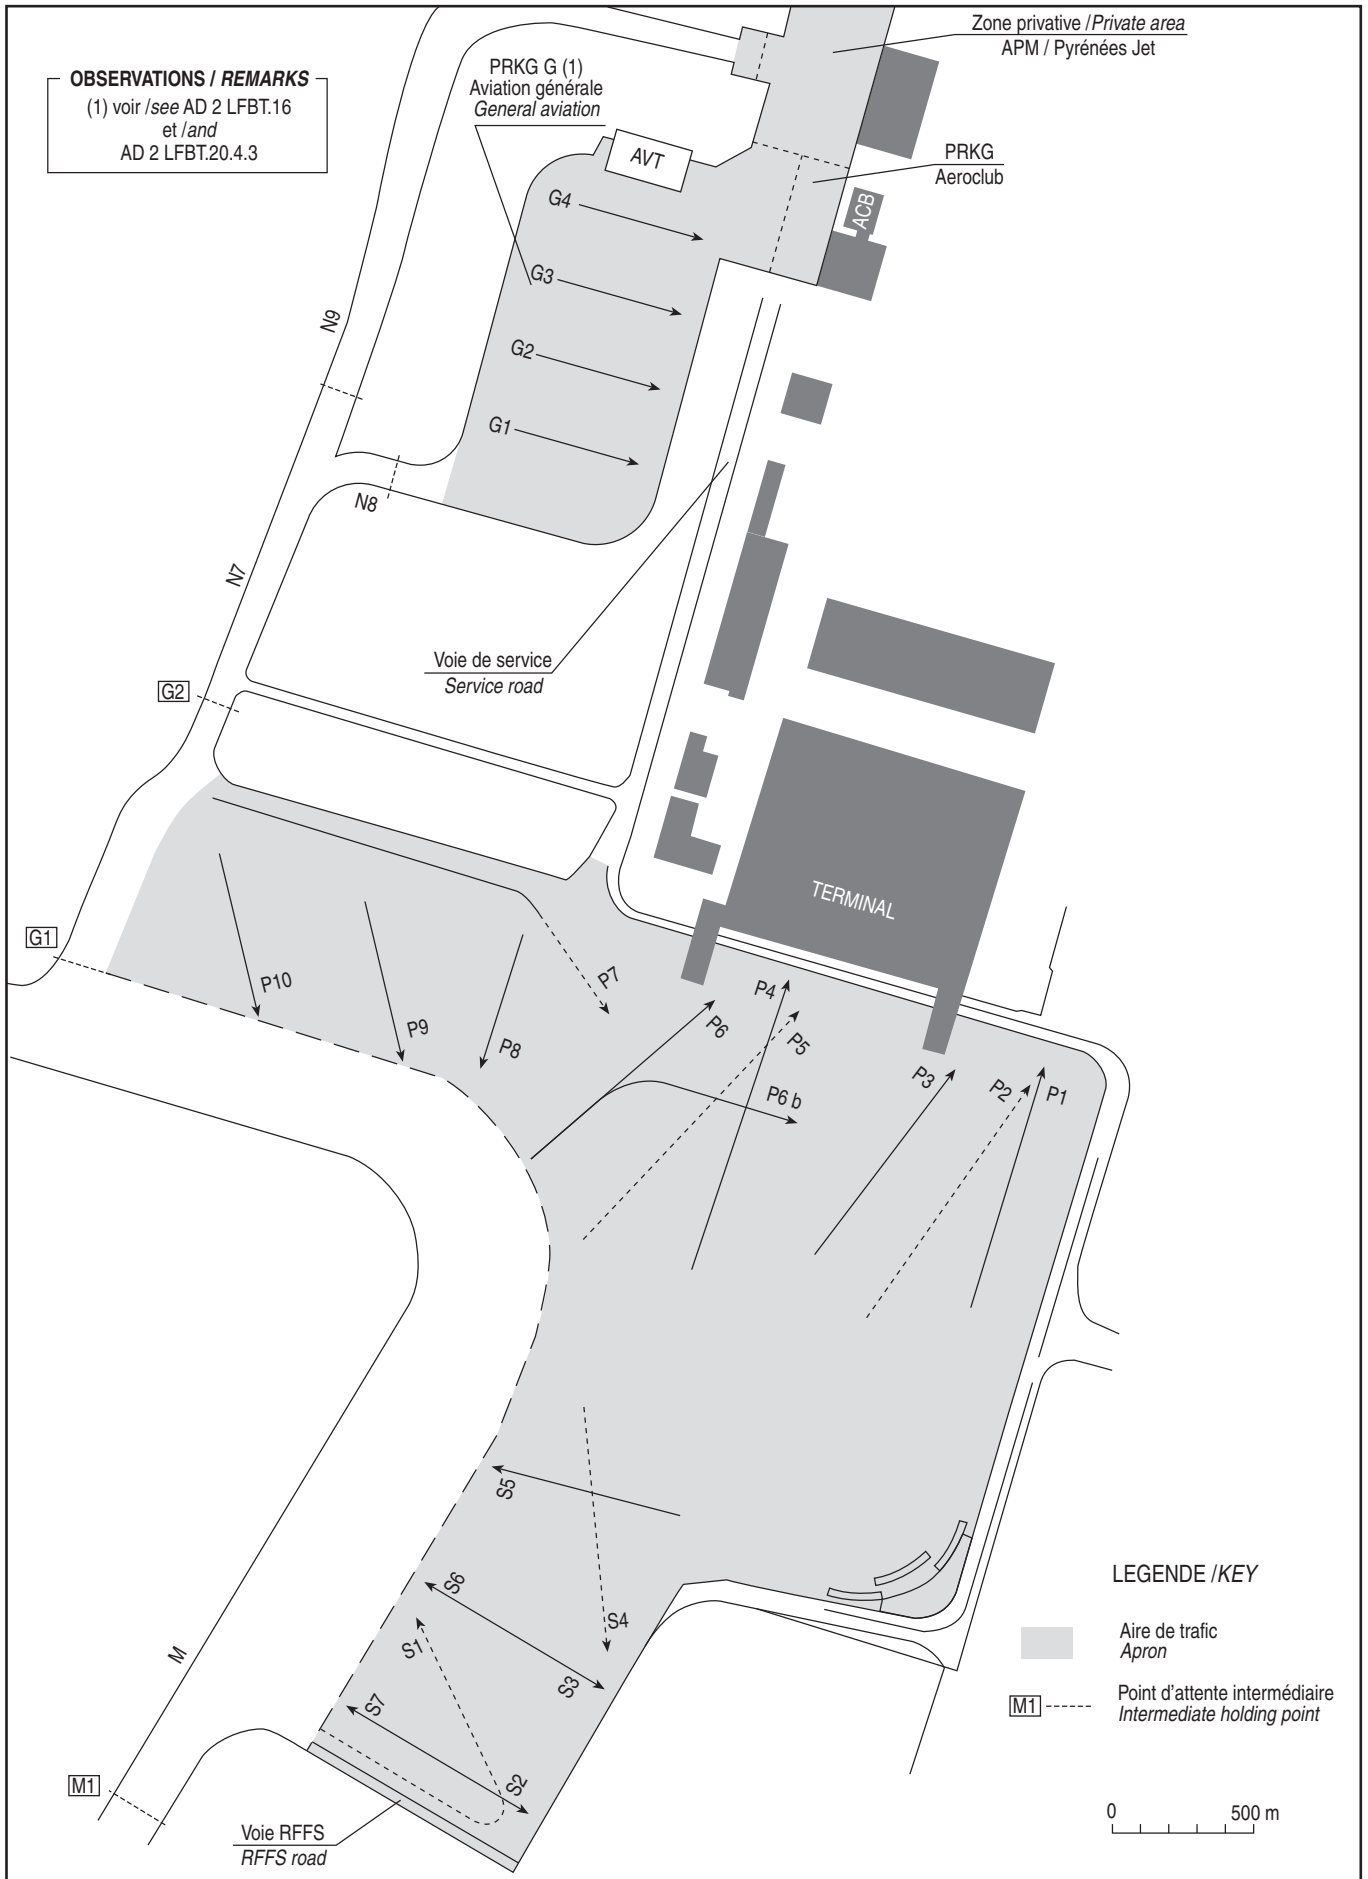 Zone privative / Private area
APM / Pyrénées Jet
OBSERVATIONS / REMARKS
(1) voir / see AD 2 LFBT.16
et / and
AD 2 LFBT.20.4.3
PRKG G (1)
Aviation générale
General aviation
AVT
PRKG
Aeroclub
ACB
G4
G3
G2
G1
N9
N8
N7
Voie de service
Service road
G2
TERMINAL
G1
P10
P9
P8
P7
P6
P4
P5
P6 b
P3
P2
P1
S5
S6
S4
S1
S3
S7
S2
M
M1
Voie RFFS
RFFS road
LEGENDE / KEY
Aire de trafic
Apron
M1
Point d'attente intermédiaire
Intermediate holding point
0 500 m